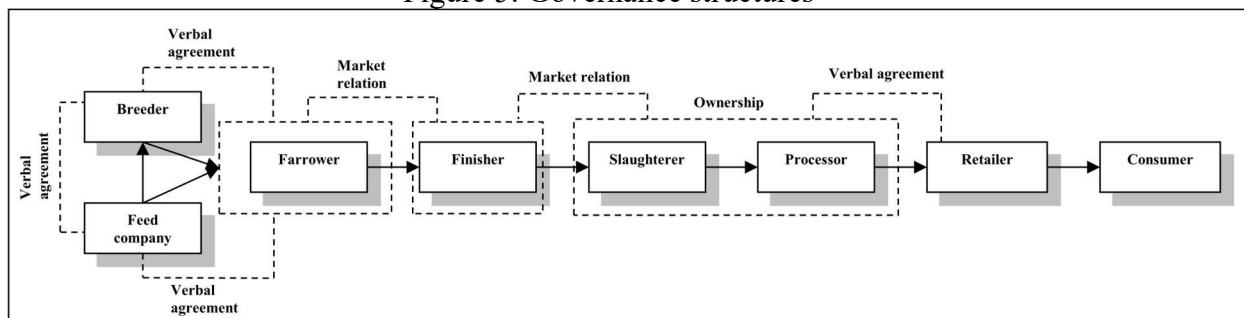 Figure 3: Governance structures
Verbal
agreement
Market
relation
Market relation
Verbal agreement
Ownership
Verbal
agreement
Breeder
Farrower
Finisher
Slaughterer
Processor
Retailer
Consumer
Feed
company
Verbal
agreement